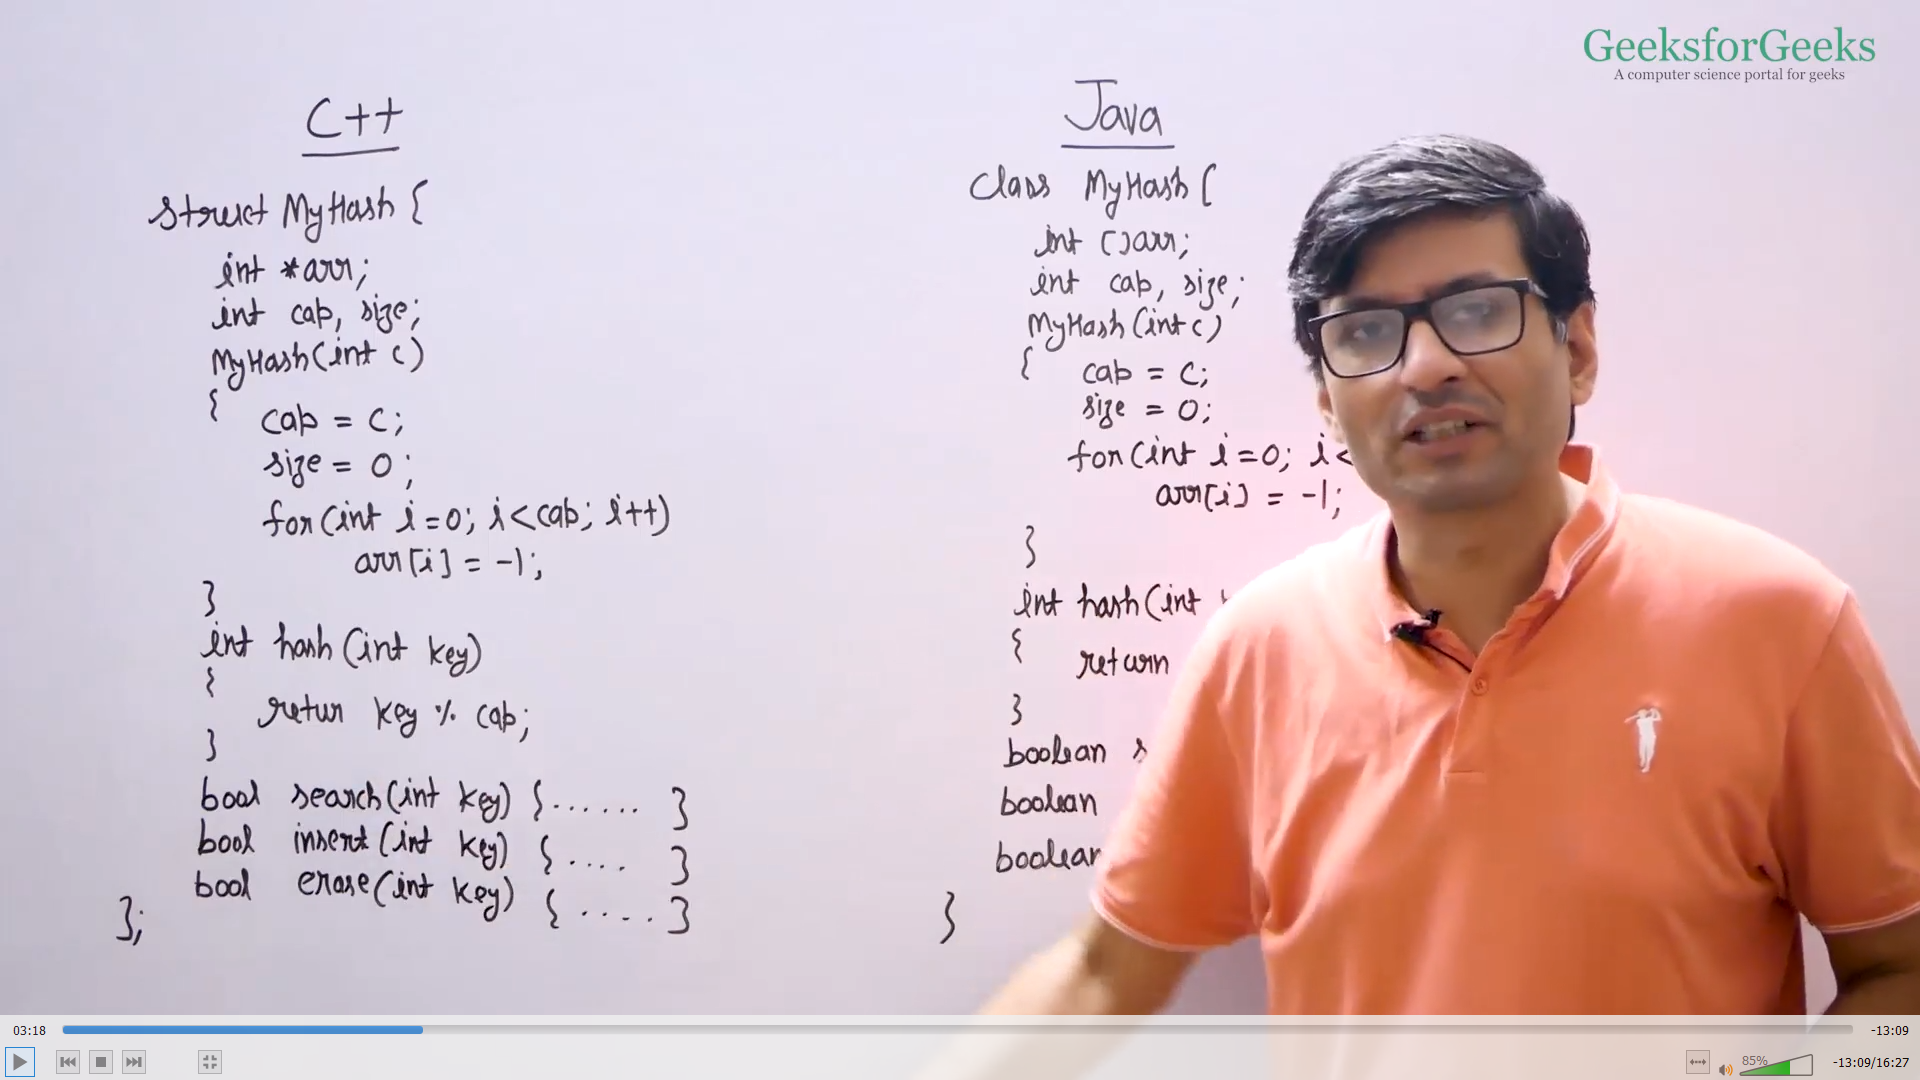 GeeksforGeeks
A computer science portal for geeks
C++
struct MyHash {
int *arr;
int cap, size;
MyHash(int c)
{
cap = c;
size = 0;
for(int i=0; i<cap; i++)
arr[i] = -1;
}
int hash(int key)
{
retur key % cap;
}
bool search(int key) {...... }
bool insert(int key) {.... }
bool erase(int key) {.... }
};
Java
class MyHash {
int []arr;
int cap, size;
MyHash(int c)
{
cap = c;
size = 0;
for(int i=0; i<
arr[i] = -1;
}
int hash(int
{
return
}
boolean s
boolean
boolean
}
03:18
-13:09
85%
-13:09/16:27